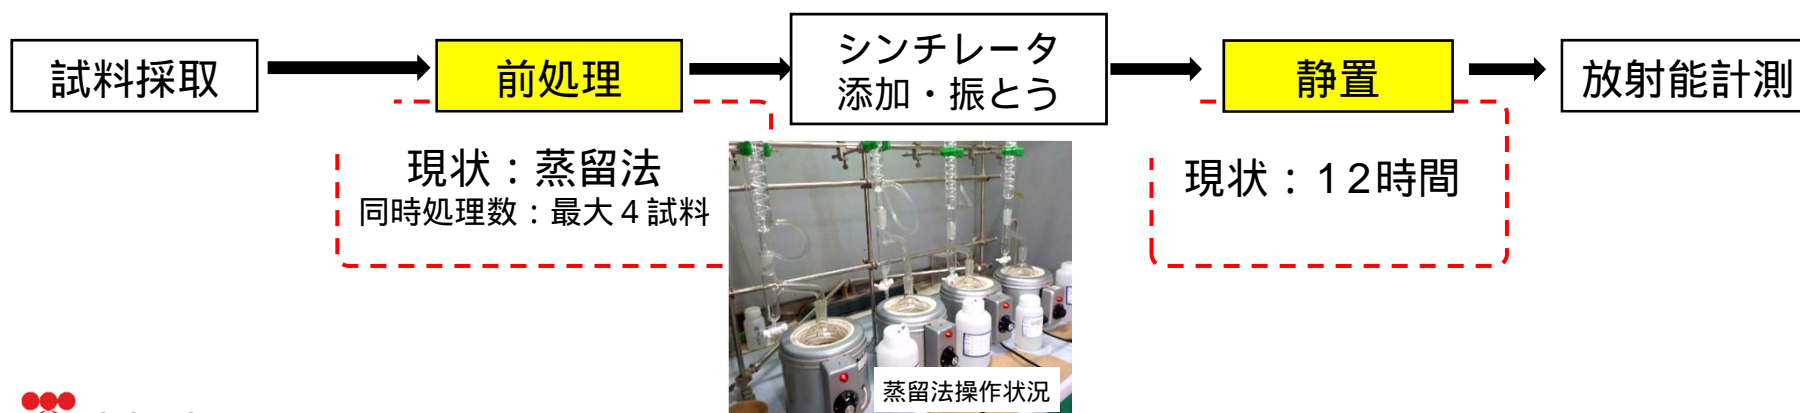 試料採取
前処理
シンチレータ
添加・振とう
静置
放射能計測
現状：蒸留法
同時処理数：最大４試料
現状：１２時間
蒸留法操作状況